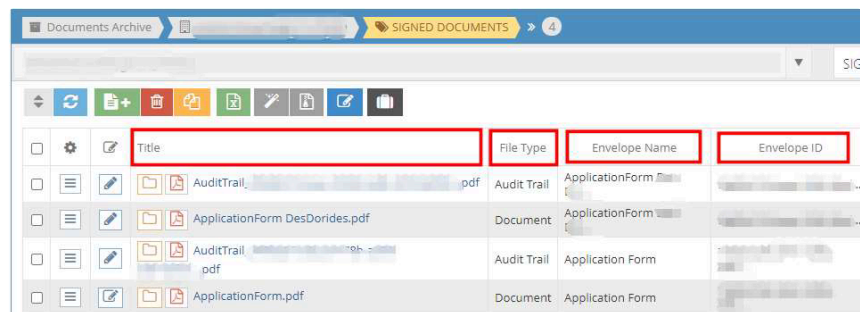 Documents Archive SIGNED DOCUMENTS » 4
SIG
Title File Type Envelope Name Envelope ID
AuditTrail_ pdf Audit Trail ApplicationForm ...
ApplicationForm DesDorides.pdf Document ApplicationForm ...
AuditTrail
.pdf Audit Trail Application Form
ApplicationForm.pdf Document Application Form